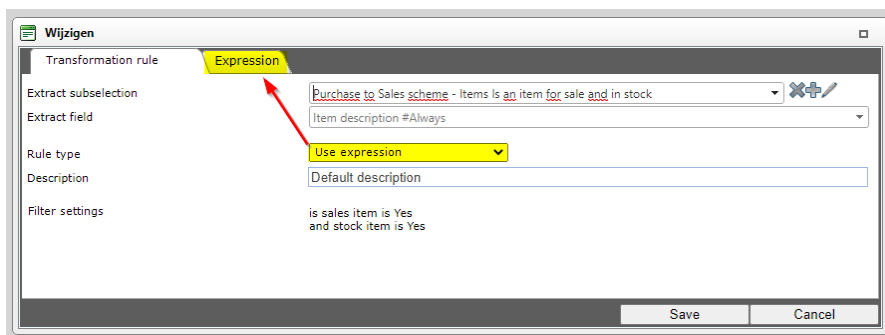 Wijzigen
Transformation rule Expression
Extract subselection Purchase to Sales scheme - Items Is an item for sale and in stock
Extract field Item description #Always
Rule type Use expression
Description Default description
Filter settings is sales item is Yes
and stock item is Yes
Save Cancel